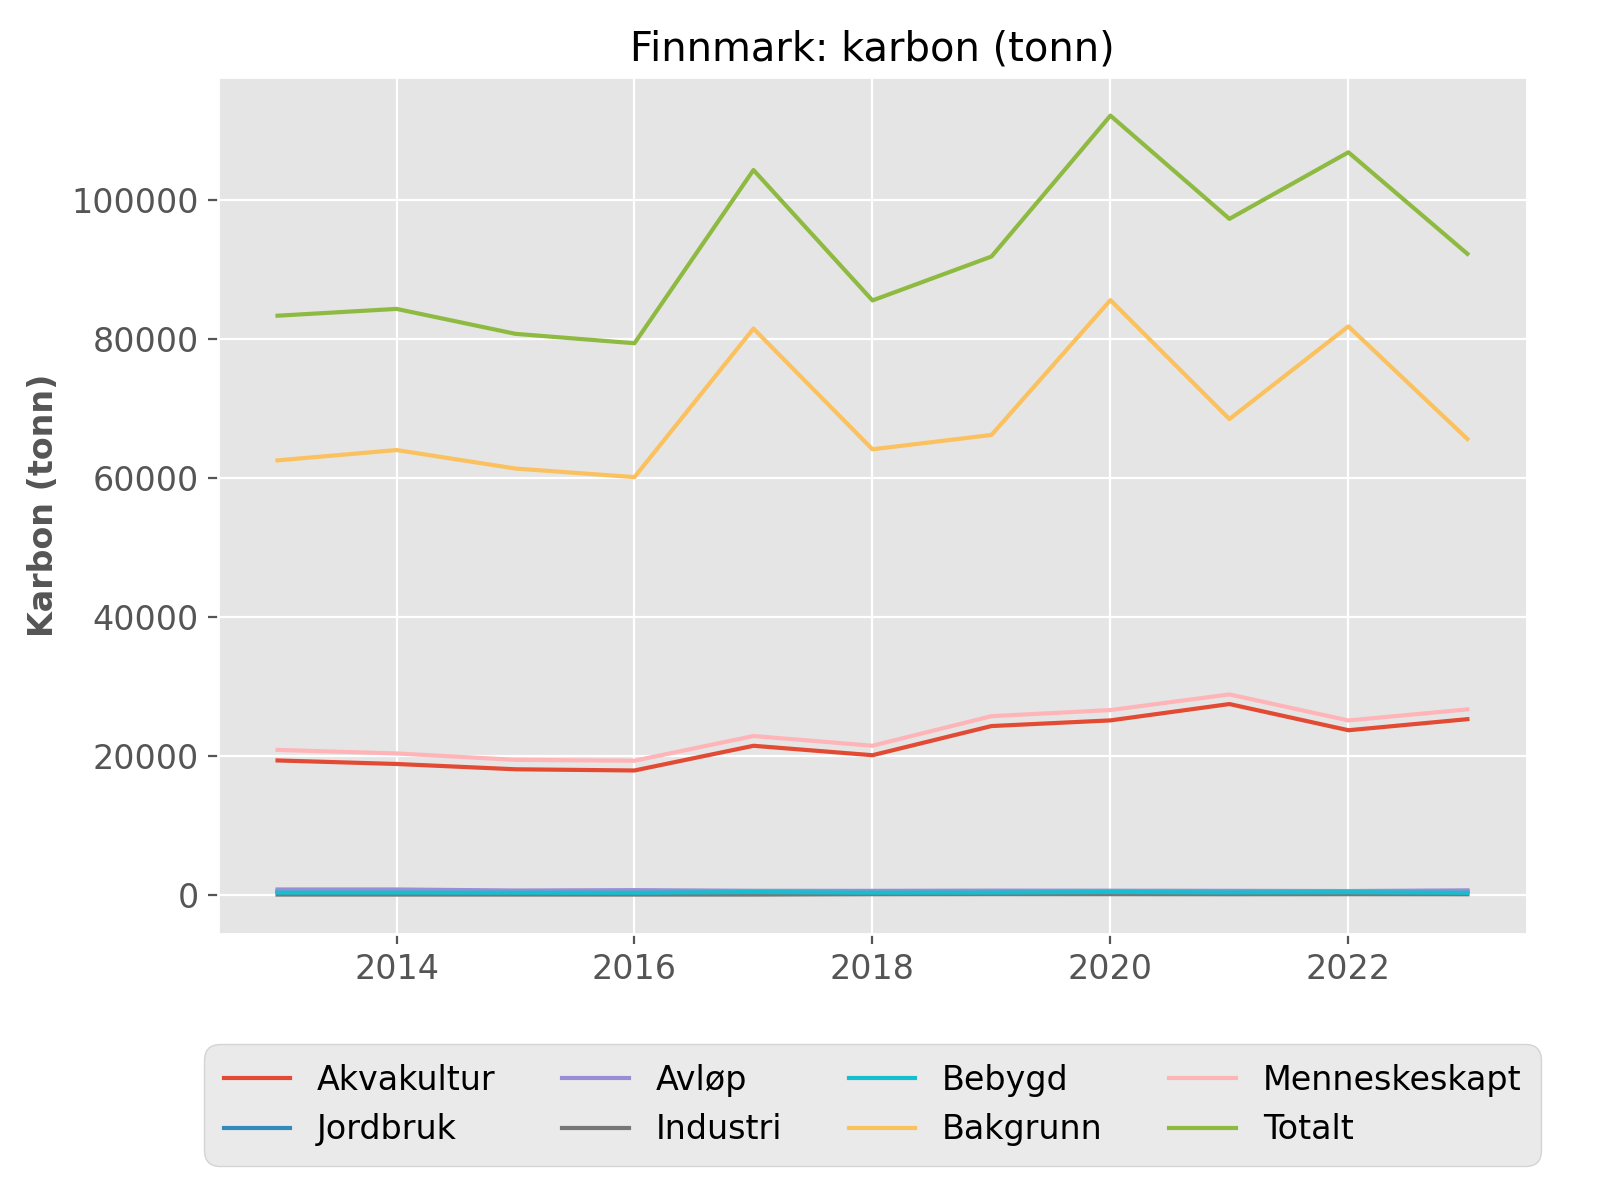 Finnmark: karbon (tonn)
Karbon (tonn)
100000
80000
60000
40000
20000
0
2014 2016 2018 2020 2022
Akvakultur Avløp Bebygd Menneskeskapt
Jordbruk Industri Bakgrunn Totalt